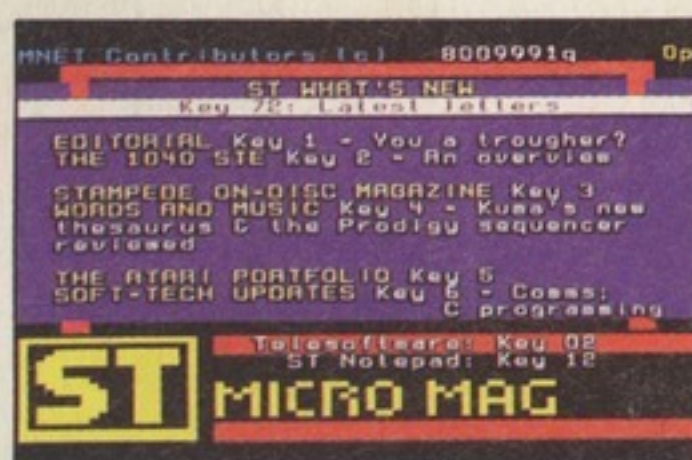 MNET Contributors (c) 8009991q Op
ST WHAT'S NEW
Key 72: Latest letters
EDITORIAL Key 1 - You a trougher?
THE 1040 STE Key 2 - An overview
STAMPEDE ON-DISC MAGAZINE Key 3
WORDS AND MUSIC Key 4 - Kuma's new
thesaurus & the Prodigy sequencer
reviewed
THE ATARI PORTFOLIO Key 5
SOFT-TECH UPDATES Key 6 - Comms;
C programming
Telesoftware: Key 02
ST Notepad: Key 12
ST MICRO MAG